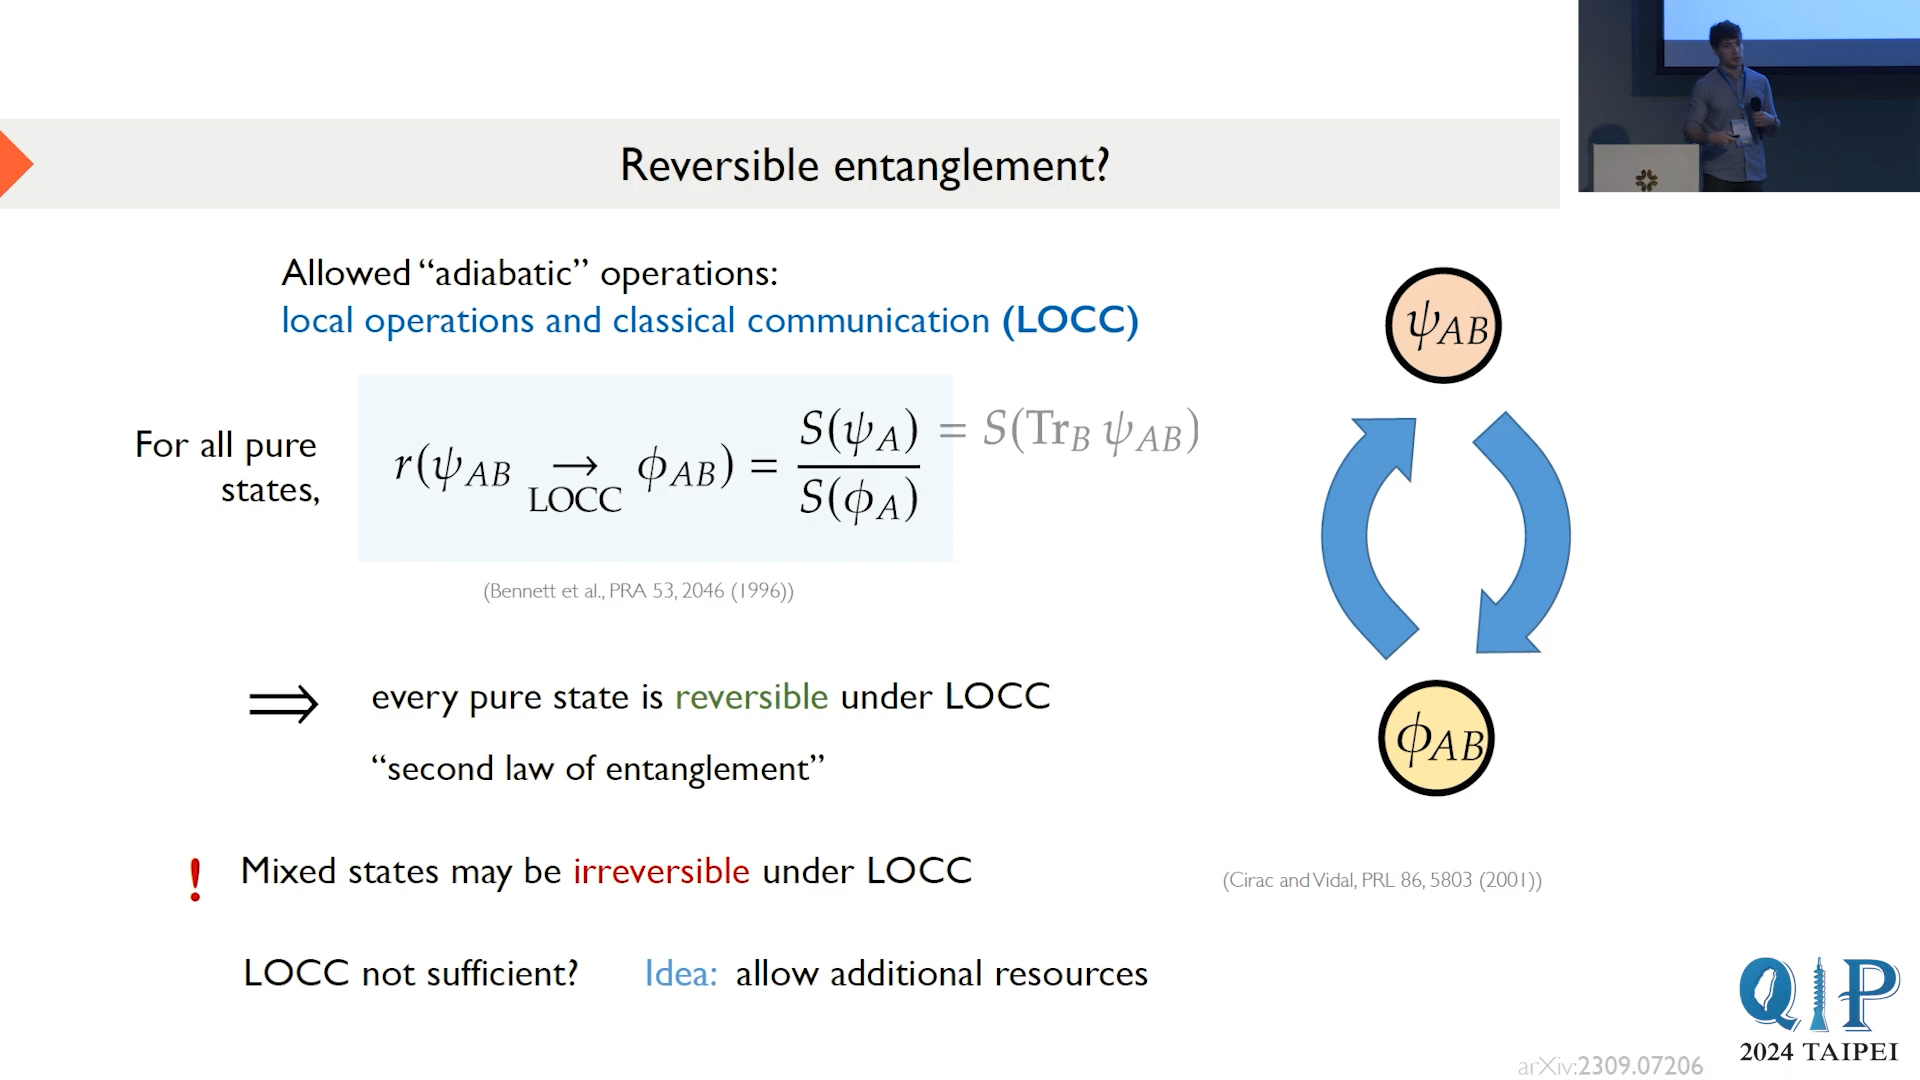 Reversible entanglement?
Allowed “adiabatic” operations:
local operations and classical communication (LOCC)
For all pure
states,
r(ψ_AB →_LOCC ϕ_AB) = S(ψ_A) / S(ϕ_A)
= S(Tr_B ψ_AB)
(Bennett et al., PRA 53, 2046 (1996))
⟹ every pure state is reversible under LOCC
“second law of entanglement”
! Mixed states may be irreversible under LOCC
(Cirac and Vidal, PRL 86, 5803 (2001))
LOCC not sufficient? Idea: allow additional resources
ψ_AB
ϕ_AB
QIP
2024 TAIPEI
arXiv:2309.07206